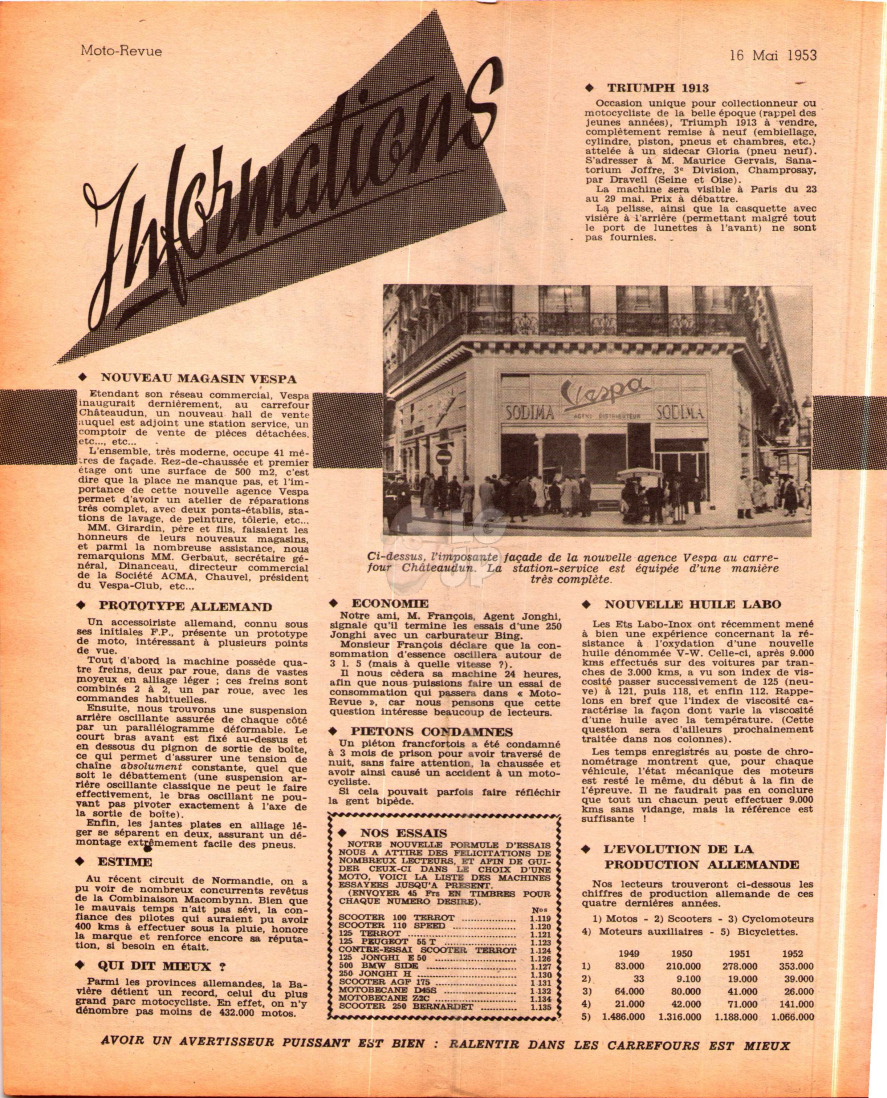 Moto-Revue
16 Mai 1953
Informations
◆ TRIUMPH 1913
Occasion unique pour collectionneur ou
motocycliste de la belle époque (rappel des
jeunes années), Triumph 1913 à vendre,
complétement remise à neuf (embiellage,
cylindre, piston, pneus et chambres, etc.)
attelée à un sidecar Gloria (pneu neuf).
S'adresser à M. Maurice Gervais, Sana-
torium Joffre, 3e Division, Champrosay,
par Draveil (Seine et Oise).
La machine sera visible à Paris du 23
au 29 mai. Prix à débattre.
La pelisse, ainsi que la casquette avec
visière à l'arrière (permettant malgré tout
le port de lunettes à l'avant) ne sont
pas fournies.
◆ NOUVEAU MAGASIN VESPA
Etendant son réseau commercial, Vespa
inaugurait dernièrement, au carrefour
Châteaudun, un nouveau hall de vente
auquel est adjoint une station service, un
comptoir de vente de pièces détachées,
etc..., etc...
L'ensemble, très moderne, occupe 41 mè-
tres de façade. Rez-de-chaussée et premier
étage ont une surface de 500 m2, c'est
dire que la place ne manque pas, et l'im-
portance de cette nouvelle agence Vespa
permet d'avoir un atelier de réparations
très complet, avec deux ponts-établis, sta-
tions de lavage, de peinture, tôlerie, etc...
MM. Girardin, père et fils, faisaient les
honneurs de leurs nouveaux magasins,
et parmi la nombreuse assistance, nous
remarquions MM. Gerbaut, secrétaire gé-
néral, Dinanceau, directeur commercial
de la Société ACMA, Chauvel, président
du Vespa-Club, etc...
Vespa
SODIMA
DISTRIBUTEUR
SODIMA
Ci-dessus, l'imposante façade de la nouvelle agence Vespa au carre-
four Châteaudun. La station-service est équipée d'une manière
très complète.
◆ PROTOTYPE ALLEMAND
Un accessoiriste allemand, connu sous
ses initiales F.P., présente un prototype
de moto, intéressant à plusieurs points
de vue.
Tout d'abord la machine possède qua-
tre freins, deux par roue, dans de vastes
moyeux en alliage léger ; ces freins sont
combinés 2 à 2, un par roue, avec les
commandes habituelles.
Ensuite, nous trouvons une suspension
arrière oscillante assurée de chaque côté
par un parallélogramme déformable. Le
court bras avant est fixé au-dessus et
en dessous du pignon de sortie de boîte,
ce qui permet d'assurer une tension de
chaîne absolument constante, quel que
soit le débattement (une suspension ar-
rière oscillante classique ne peut le faire
effectivement, le bras oscillant ne pou-
vant pas pivoter exactement à l'axe de
la sortie de boîte).
Enfin, les jantes plates en alliage lé-
ger se séparent en deux, assurant un dé-
montage extrêmement facile des pneus.
◆ ESTIME
Au récent circuit de Normandie, on a
pu voir de nombreux concurrents revêtus
de la Combinaison Macombynn. Bien que
le mauvais temps n'ait pas sévi, la con-
fiance des pilotes qui auraient pu avoir
400 kms à effectuer sous la pluie, honore
la marque et renforce encore sa réputa-
tion, si besoin en était.
◆ QUI DIT MIEUX ?
Parmi les provinces allemandes, la Ba-
vière détient un record, celui du plus
grand parc motocycliste. En effet, on n'y
dénombre pas moins de 432.000 motos.
◆ ECONOMIE
Notre ami, M. François, Agent Jonghi,
signale qu'il termine les essais d'une 250
Jonghi avec un carburateur Bing.
Monsieur François déclare que la con-
sommation d'essence oscillera autour de
3 l. 5 (mais à quelle vitesse ?).
Il nous cédera sa machine 24 heures,
afin que nous puissions faire un essai de
consommation qui passera dans « Moto-
Revue », car nous pensons que cette
question intéresse beaucoup de lecteurs.
◆ PIETONS CONDAMNES
Un piéton francfortois a été condamné
à 3 mois de prison pour avoir traversé de
nuit, sans faire attention, la chaussée et
avoir ainsi causé un accident à un moto-
cycliste.
Si cela pouvait parfois faire réfléchir
la gent bipède.
◆ NOS ESSAIS
NOTRE NOUVELLE FORMULE D'ESSAIS
NOUS A ATTIRE DES FELICITATIONS DE
NOMBREUX LECTEURS, ET AFIN DE GUI-
DER CEUX-CI DANS LE CHOIX D'UNE
MOTO, VOICI LA LISTE DES MACHINES
ESSAYEES JUSQU'A PRESENT.
(ENVOYER 45 Frs EN TIMBRES POUR
CHAQUE NUMERO DESIRE).
Nos
SCOOTER 100 TERROT ........ 1.119
SCOOTER 110 SPEED ........ 1.120
125 TERROT ........ 1.121
125 PEUGEOT 55 T ........ 1.123
CONTRE-ESSAI SCOOTER TERROT 1.124
125 JONGHI E 50 ........ 1.126
500 BMW SIDE ........ 1.127
250 JONGHI H ........ 1.130
SCOOTER AGF 175 ........ 1.131
MOTOBECANE D45S ........ 1.132
MOTOBECANE Z2C ........ 1.134
SCOOTER 250 BERNARDET ........ 1.135
◆ NOUVELLE HUILE LABO
Les Ets Labo-Inox ont récemment mené
à bien une expérience concernant la ré-
sistance à l'oxydation d'une nouvelle
huile dénommée V-W. Celle-ci, après 9.000
kms effectués sur des voitures par tran-
ches de 3.000 kms, a vu son index de vis-
cosité passer successivement de 125 (neu-
ve) à 121, puis 118, et enfin 112. Rappe-
lons en bref que l'index de viscosité ca-
ractérise la façon dont varie la viscosité
d'une huile avec la température. (Cette
question sera d'ailleurs prochainement
traitée dans nos colonnes).
Les temps enregistrés au poste de chro-
nométrage montrent que, pour chaque
véhicule, l'état mécanique des moteurs
est resté le même, du début à la fin de
l'épreuve. Il ne faudrait pas en conclure
que tout un chacun peut effectuer 9.000
kms sans vidange, mais la référence est
suffisante !
◆ L'EVOLUTION DE LA
PRODUCTION ALLEMANDE
Nos lecteurs trouveront ci-dessous les
chiffres de production allemande de ces
quatre dernières années.
1) Motos - 2) Scooters - 3) Cyclomoteurs
4) Moteurs auxiliaires - 5) Bicyclettes.
1949 1950 1951 1952
1) 83.000 210.000 278.000 353.000
2) 33 9.100 19.000 39.000
3) 64.000 80.000 41.000 26.000
4) 21.000 42.000 71.000 141.000
5) 1.486.000 1.316.000 1.188.000 1.066.000
AVOIR UN AVERTISSEUR PUISSANT EST BIEN : RALENTIR DANS LES CARREFOURS EST MIEUX